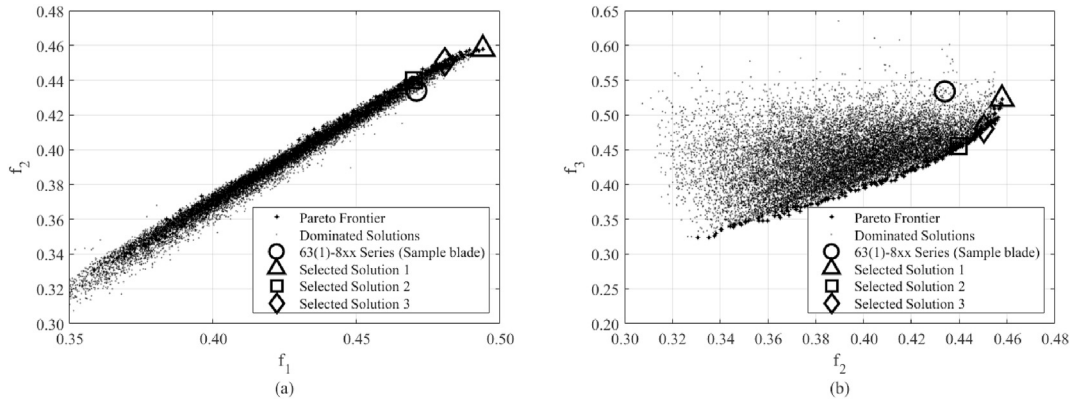 0.48
0.46
0.44
0.42
0.40
0.38
0.36
0.34
0.32
0.30
f2
0.35
0.40
0.45
0.50
f1
Pareto Frontier
Dominated Solutions
63(1)-8xx Series (Sample blade)
Selected Solution 1
Selected Solution 2
Selected Solution 3
(a)
0.65
0.60
0.55
0.50
0.45
0.40
0.35
0.30
0.25
0.20
f3
0.30
0.32
0.34
0.36
0.38
0.40
0.42
0.44
0.46
0.48
f2
Pareto Frontier
Dominated Solutions
63(1)-8xx Series (Sample blade)
Selected Solution 1
Selected Solution 2
Selected Solution 3
(b)